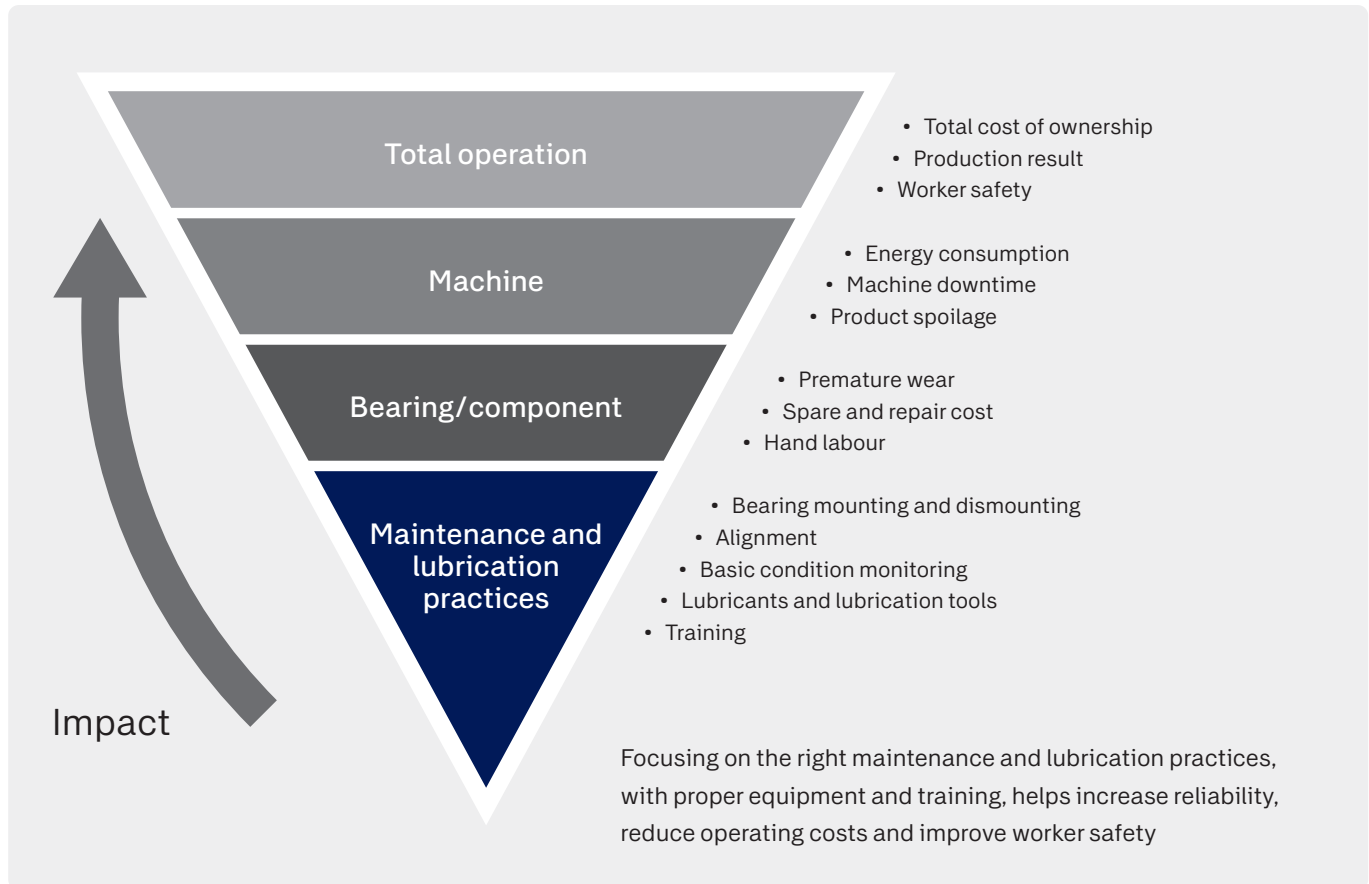 Total operation
• Total cost of ownership
• Production result
• Worker safety
Machine
• Energy consumption
• Machine downtime
• Product spoilage
Bearing/component
• Premature wear
• Spare and repair cost
• Hand labour
Maintenance and
lubrication
practices
• Bearing mounting and dismounting
• Alignment
• Basic condition monitoring
• Lubricants and lubrication tools
• Training
Impact
Focusing on the right maintenance and lubrication practices,
with proper equipment and training, helps increase reliability,
reduce operating costs and improve worker safety